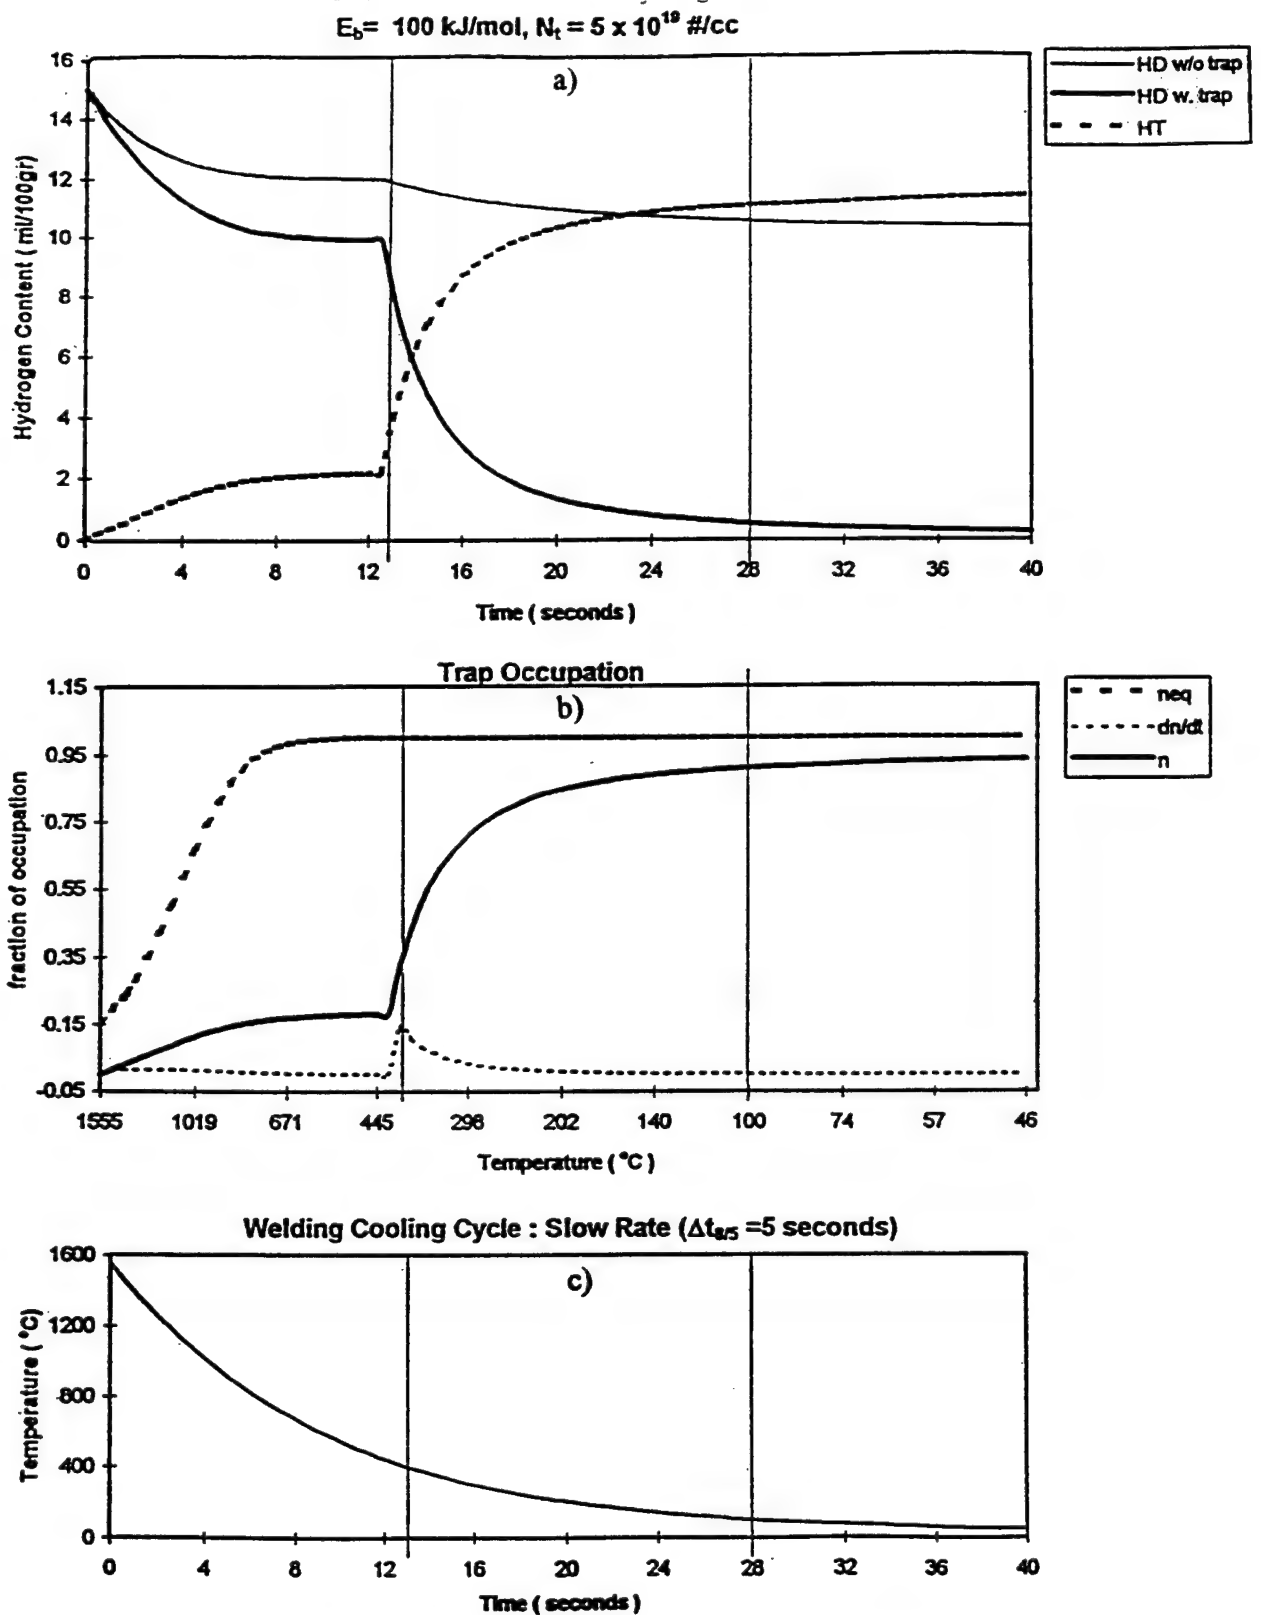 E_b= 100 kJ/mol, N_t = 5 x 10^19 #/cc
a)
HD w/o trap
HD w. trap
HT
Hydrogen Content ( mil/100gr)
16
14
12
10
8
6
4
2
0
0 4 8 12 16 20 24 28 32 36 40
Time ( seconds )
Trap Occupation
b)
neq
dn/dt
n
fraction of occupation
1.15
0.95
0.75
0.55
0.35
0.15
-0.05
1555 1019 671 445 298 202 140 100 74 57 46
Temperature ( °C )
Welding Cooling Cycle : Slow Rate (Δt_8/5 =5 seconds)
c)
Temperature ( °C)
1600
1200
800
400
0
0 4 8 12 16 20 24 28 32 36 40
Time ( seconds )